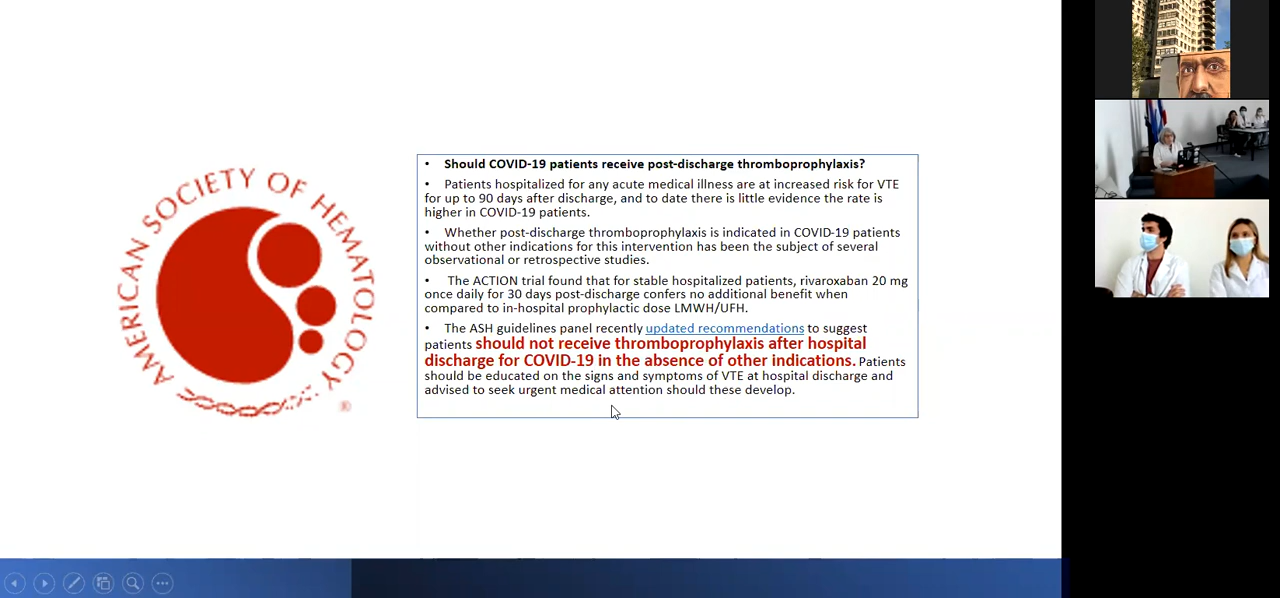 AMERICAN SOCIETY OF HEMATOLOGY
®
• Should COVID-19 patients receive post-discharge thromboprophylaxis?
• Patients hospitalized for any acute medical illness are at increased risk for VTE
for up to 90 days after discharge, and to date there is little evidence the rate is
higher in COVID-19 patients.
• Whether post-discharge thromboprophylaxis is indicated in COVID-19 patients
without other indications for this intervention has been the subject of several
observational or retrospective studies.
• The ACTION trial found that for stable hospitalized patients, rivaroxaban 20 mg
once daily for 30 days post-discharge confers no additional benefit when
compared to in-hospital prophylactic dose LMWH/UFH.
• The ASH guidelines panel recently updated recommendations to suggest
patients should not receive thromboprophylaxis after hospital
discharge for COVID-19 in the absence of other indications. Patients
should be educated on the signs and symptoms of VTE at hospital discharge and
advised to seek urgent medical attention should these develop.